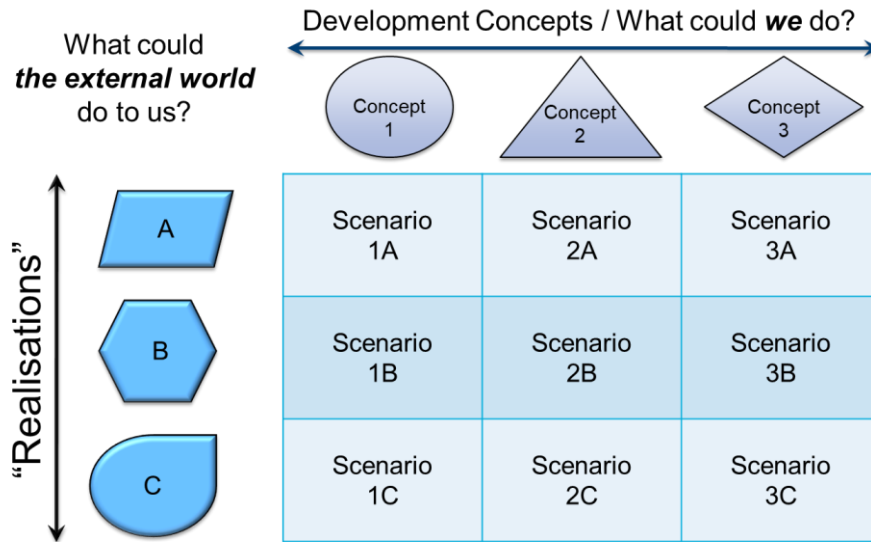 What could
the external world
do to us?
Development Concepts / What could we do?
Concept
1
Concept
2
Concept
3
“Realisations”
A
Scenario
1A
Scenario
2A
Scenario
3A
B
Scenario
1B
Scenario
2B
Scenario
3B
C
Scenario
1C
Scenario
2C
Scenario
3C